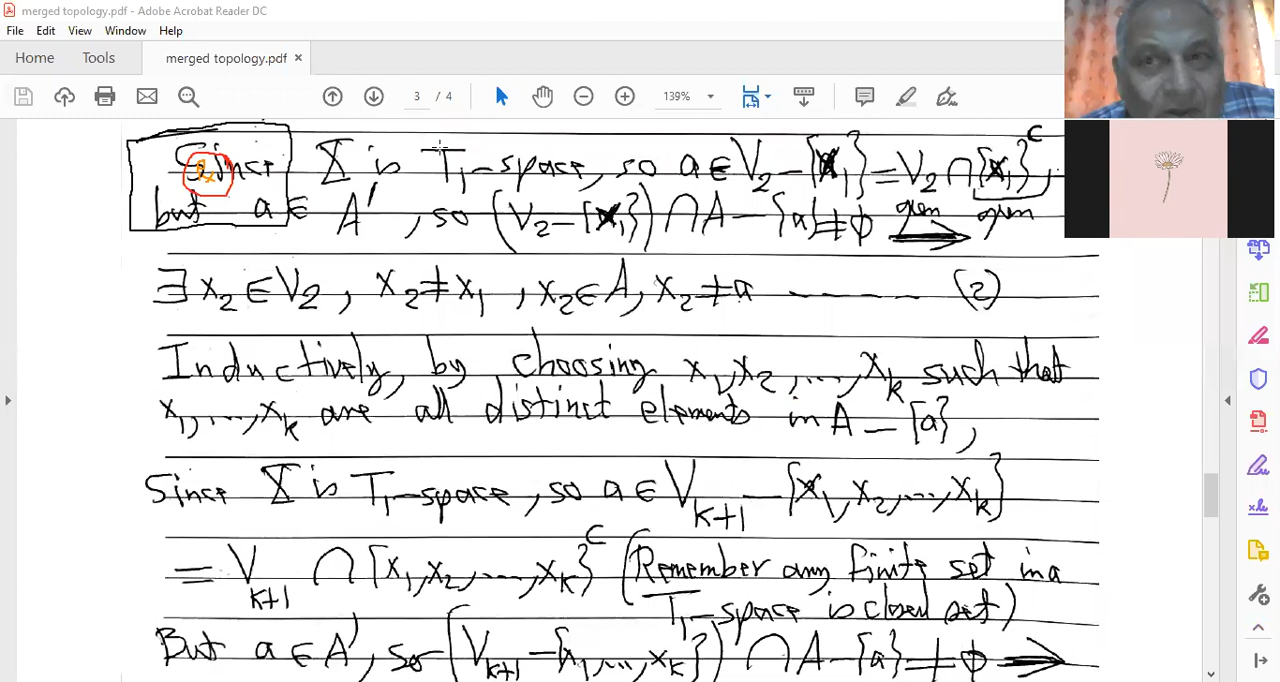 merged topology.pdf - Adobe Acrobat Reader DC
File Edit View Window Help
Home Tools merged topology.pdf ×
3 / 4 139%
Since X is T₁-space, so a ∈ V₂ - {x₁} = V₂ ∩ {x₁}ᶜ,
but a ∈ A', so (V₂ - {x₁}) ∩ A - {a} ≠ φ ⟹
∃ x₂ ∈ V₂, x₂ ≠ x₁, x₂ ∈ A, x₂ ≠ a -------- (2)
Inductively, by choosing x₁, x₂, ..., xₖ such that
x₁, ..., xₖ are all distinct elements in A - {a},
Since X is T₁-space, so a ∈ Vₖ₊₁ - {x₁, x₂, ..., xₖ}
= Vₖ₊₁ ∩ {x₁, x₂, ..., xₖ}ᶜ (Remember any finite set in a
T₁-space is closed set)
But a ∈ A', so (Vₖ₊₁ - {x₁, ..., xₖ}) ∩ A - {a} ≠ φ ⟹